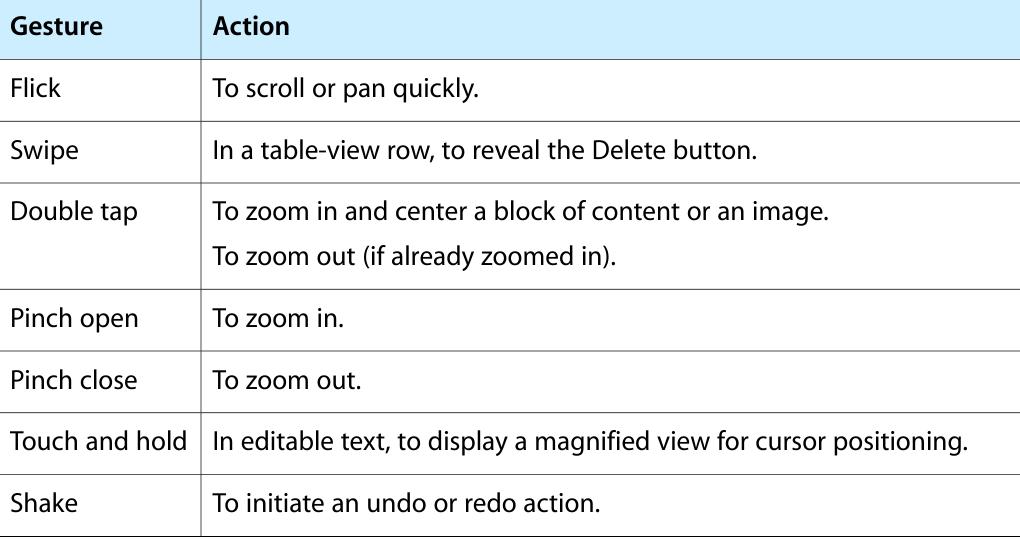 Gesture Action
Flick To scroll or pan quickly.
Swipe In a table-view row, to reveal the Delete button.
Double tap To zoom in and center a block of content or an image.
To zoom out (if already zoomed in).
Pinch open To zoom in.
Pinch close To zoom out.
Touch and hold In editable text, to display a magnified view for cursor positioning.
Shake To initiate an undo or redo action.